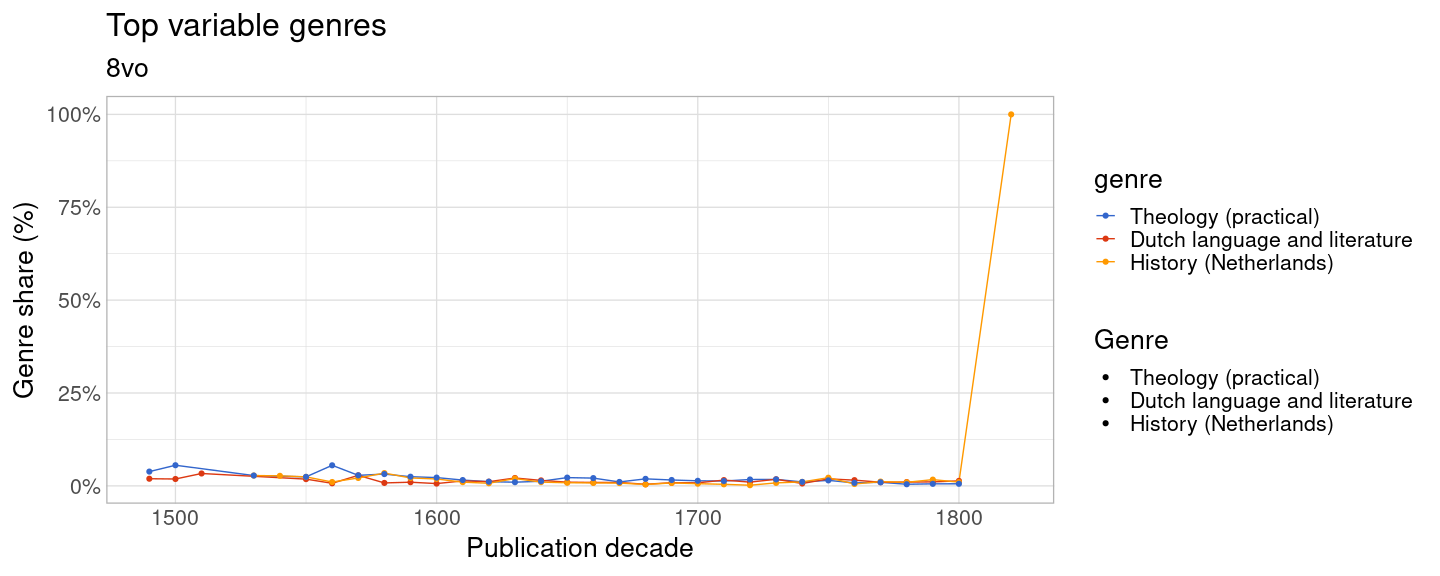 Top variable genres
8vo
100%
75%
50%
25%
0%
Genre share (%)
1500
1600
1700
1800
Publication decade
genre
Theology (practical)
Dutch language and literature
History (Netherlands)
Genre
Theology (practical)
Dutch language and literature
History (Netherlands)